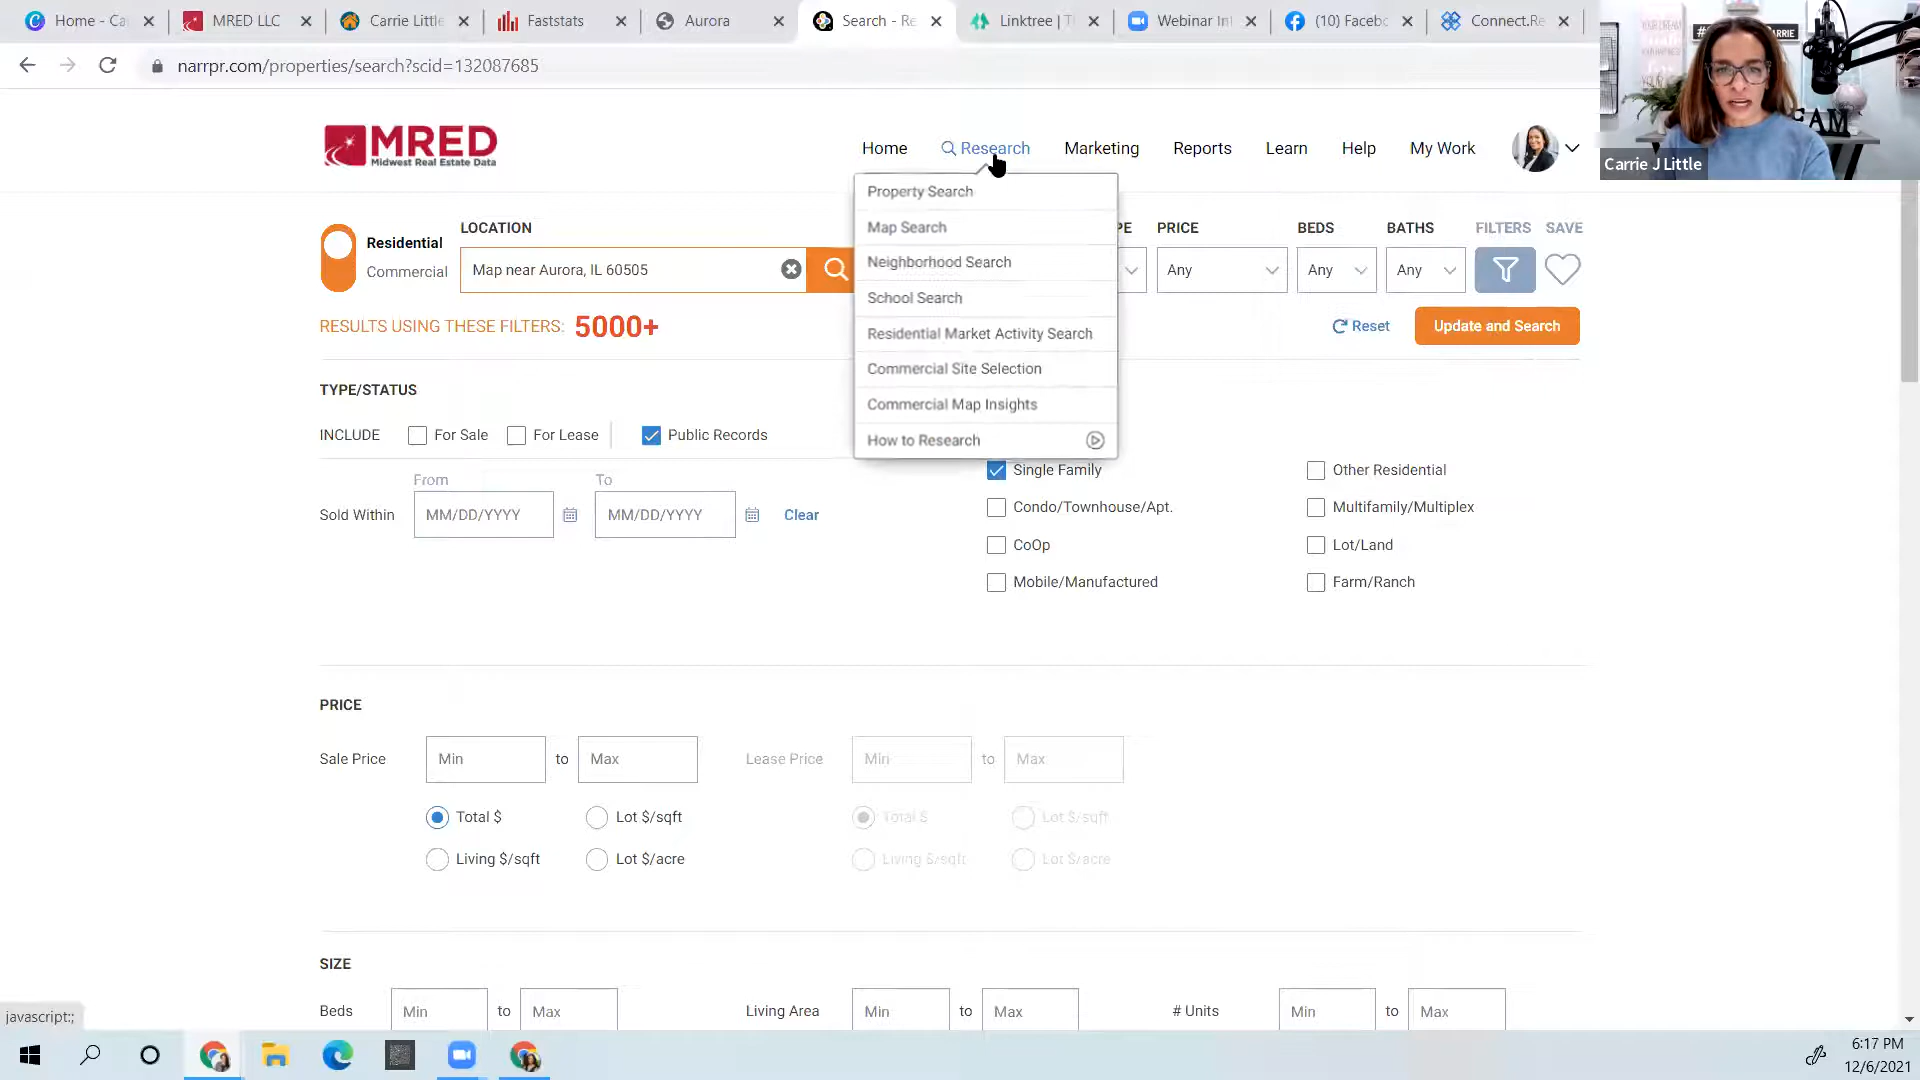 Home - Ca
MRED LLC
Carrie Little
Faststats
Aurora
Search - Re
Linktree | T
Webinar In
(10) Facebo
Connect.Re
narrpr.com/properties/search?scid=132087685
Carrie J Little
MRED
Midwest Real Estate Data
Home
Research
Marketing
Reports
Learn
Help
My Work
Property Search
Map Search
Neighborhood Search
School Search
Residential Market Activity Search
Commercial Site Selection
Commercial Map Insights
How to Research
Residential
Commercial
LOCATION
PE
PRICE
BEDS
BATHS
FILTERS
SAVE
Map near Aurora, IL 60505
Any
Any
Any
RESULTS USING THESE FILTERS: 5000+
Reset
Update and Search
TYPE/STATUS
INCLUDE
For Sale
For Lease
Public Records
From
To
Sold Within
MM/DD/YYYY
MM/DD/YYYY
Clear
Single Family
Other Residential
Condo/Townhouse/Apt.
Multifamily/Multiplex
CoOp
Lot/Land
Mobile/Manufactured
Farm/Ranch
PRICE
Sale Price
Min
to
Max
Lease Price
Min
to
Max
Total $
Lot $/sqft
Total $
Lot $/sqft
Living $/sqft
Lot $/acre
Living $/sqft
Lot $/acre
SIZE
Beds
Min
to
Max
Living Area
Min
to
Max
# Units
Min
to
Max
javascript:;
6:17 PM
12/6/2021